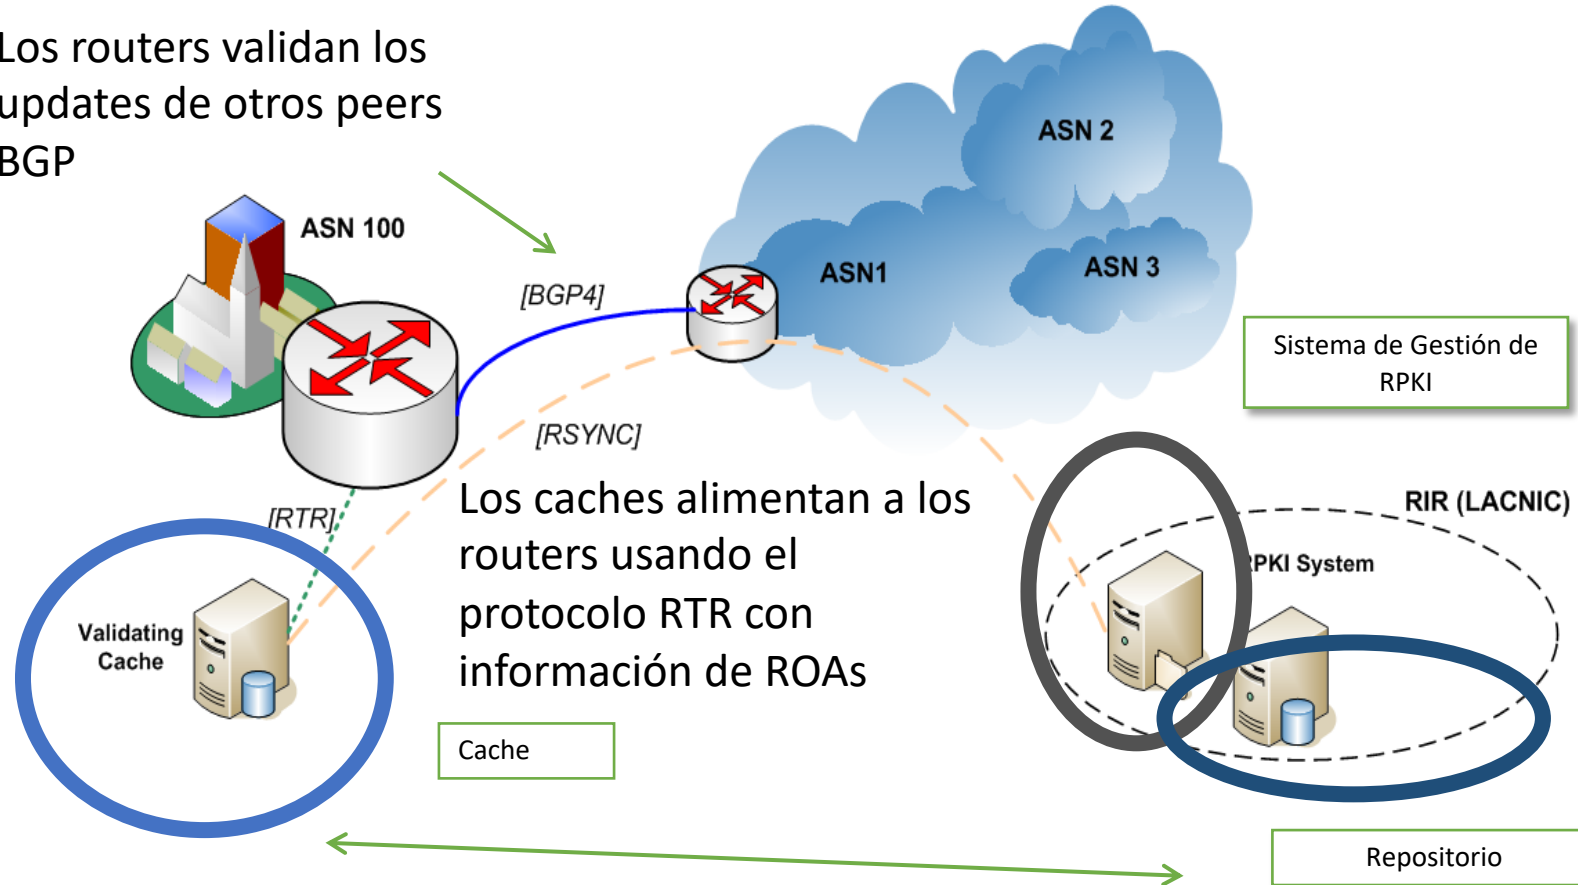 Los routers validan los
updates de otros peers
BGP
ASN 100
ASN 2
ASN1
ASN 3
[BGP4]
Sistema de Gestión de
RPKI
[RSYNC]
Los caches alimentan a los
routers usando el
protocolo RTR con
información de ROAs
[RTR]
RIR (LACNIC)
RPKI System
Validating
Cache
Cache
Repositorio